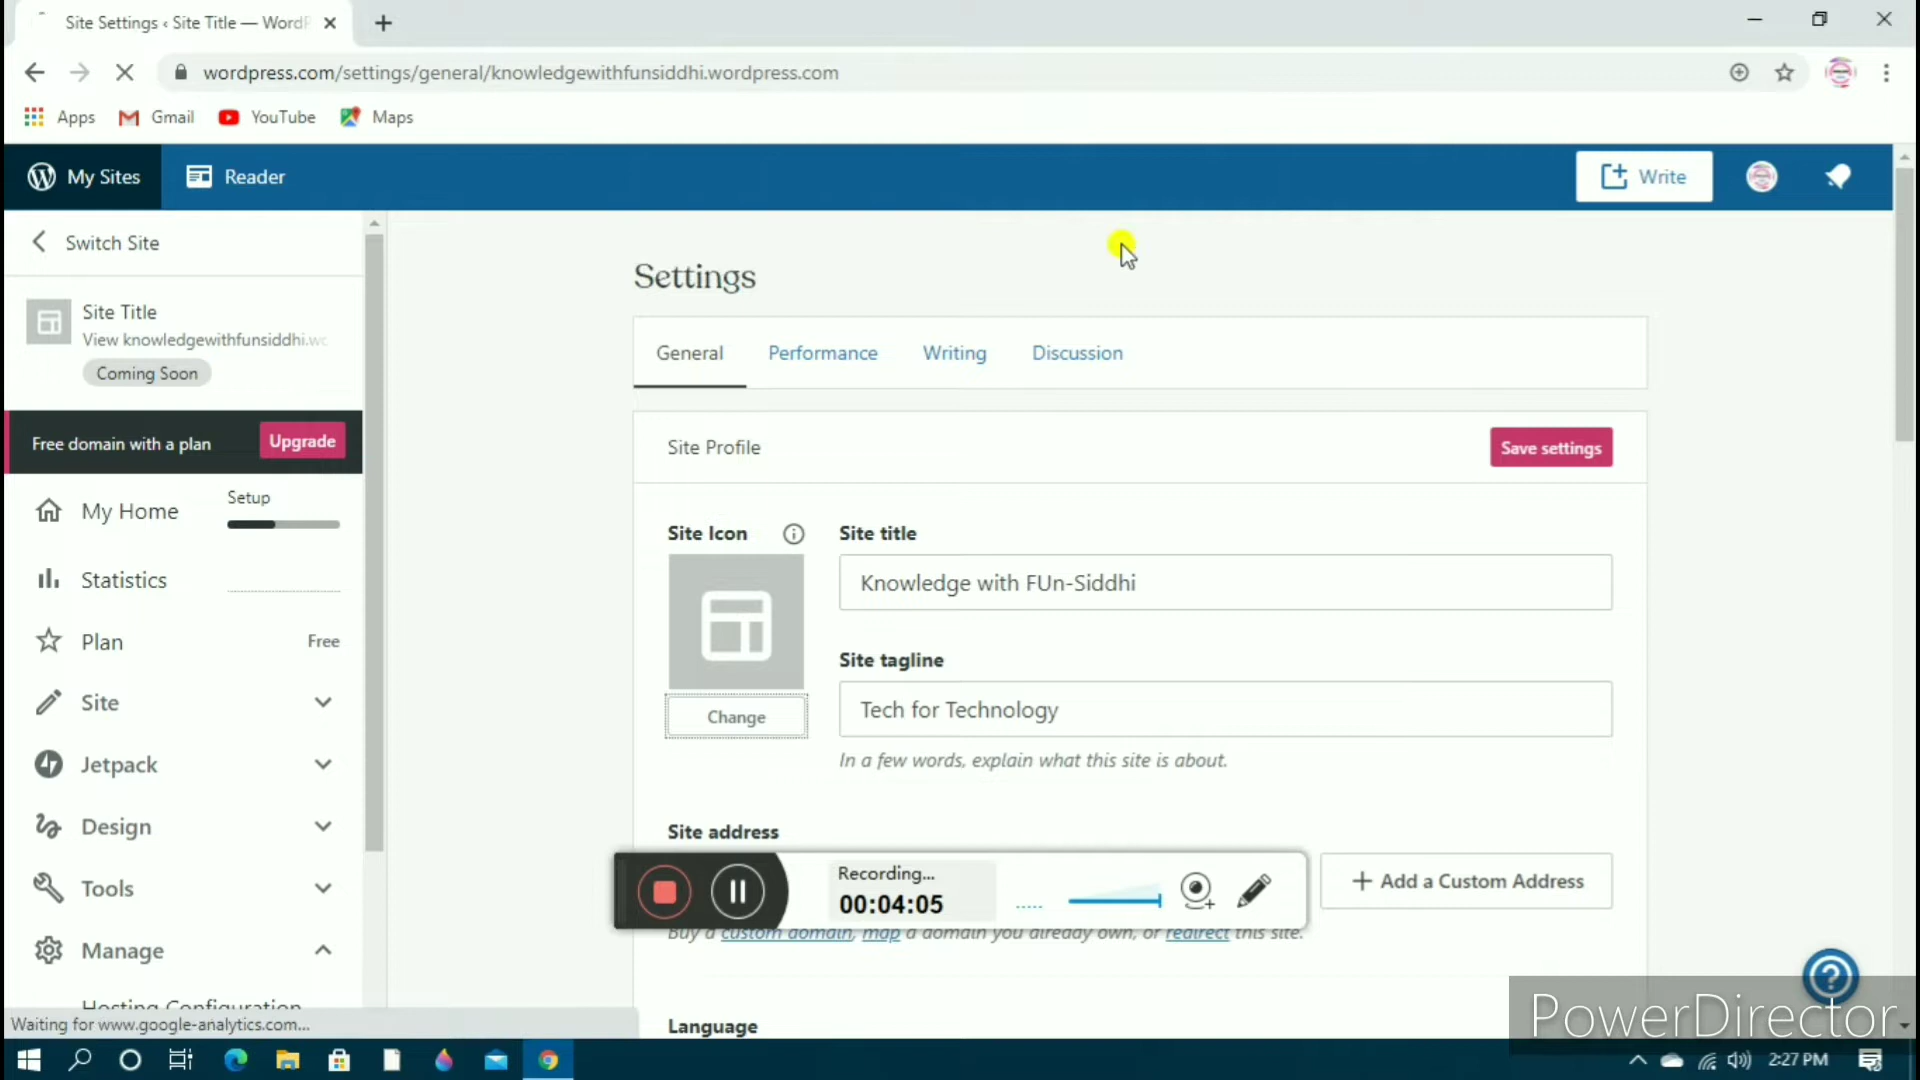 Site Settings ‹ Site Title — WordP
wordpress.com/settings/general/knowledgewithfunsiddhi.wordpress.com
Apps Gmail YouTube Maps
My Sites Reader Write
Switch Site
Site Title
View knowledgewithfunsiddhi.wo
Coming Soon
Free domain with a plan Upgrade
My Home Setup
Statistics
Plan Free
Site
Jetpack
Design
Tools
Manage
Hosting Configuration
Waiting for www.google-analytics.com...
Settings
General Performance Writing Discussion
Site Profile Save settings
Site Icon Site title
Knowledge with FUn-Siddhi
Site tagline
Tech for Technology
Change
In a few words, explain what this site is about.
Site address
Recording...
00:04:05
+ Add a Custom Address
Buy a custom domain, map a domain you already own, or redirect this site.
Language
PowerDirector
2:27 PM